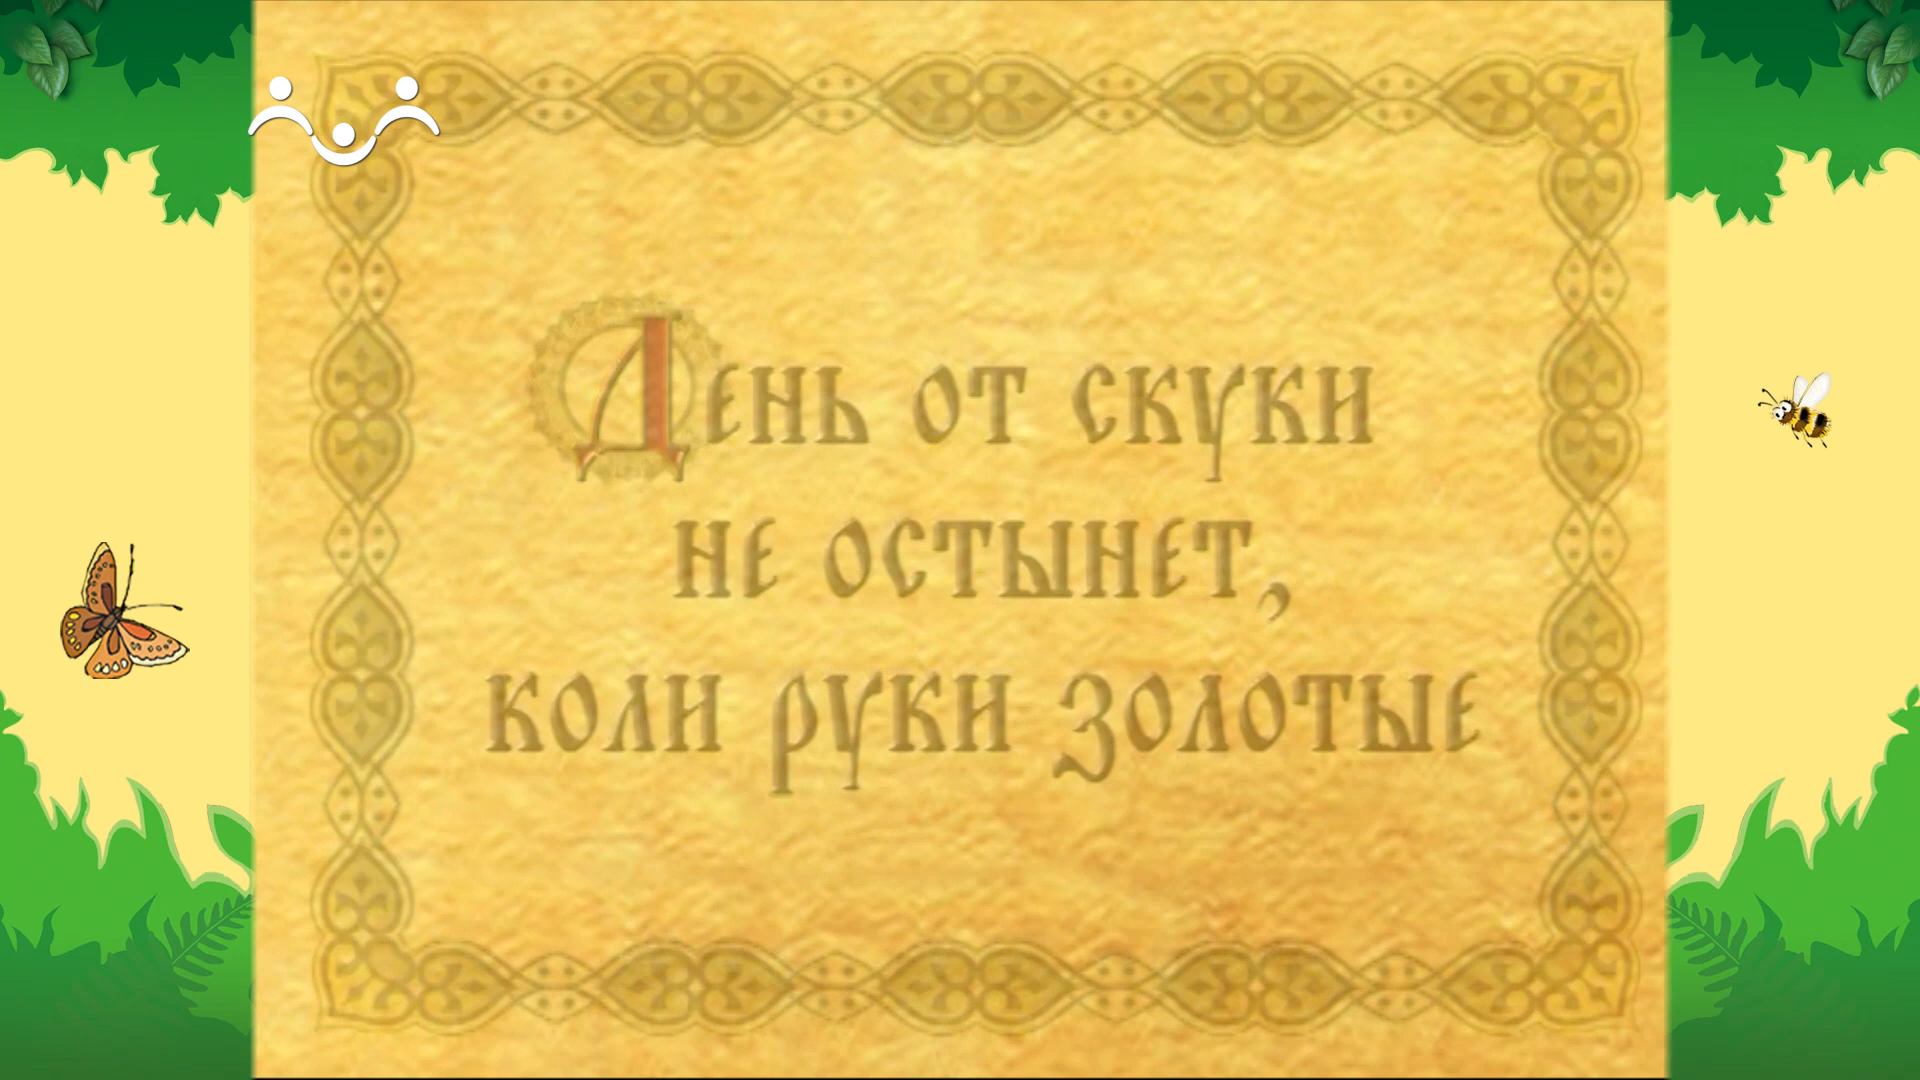 День от скуки
не остынет,
коли руки золотые